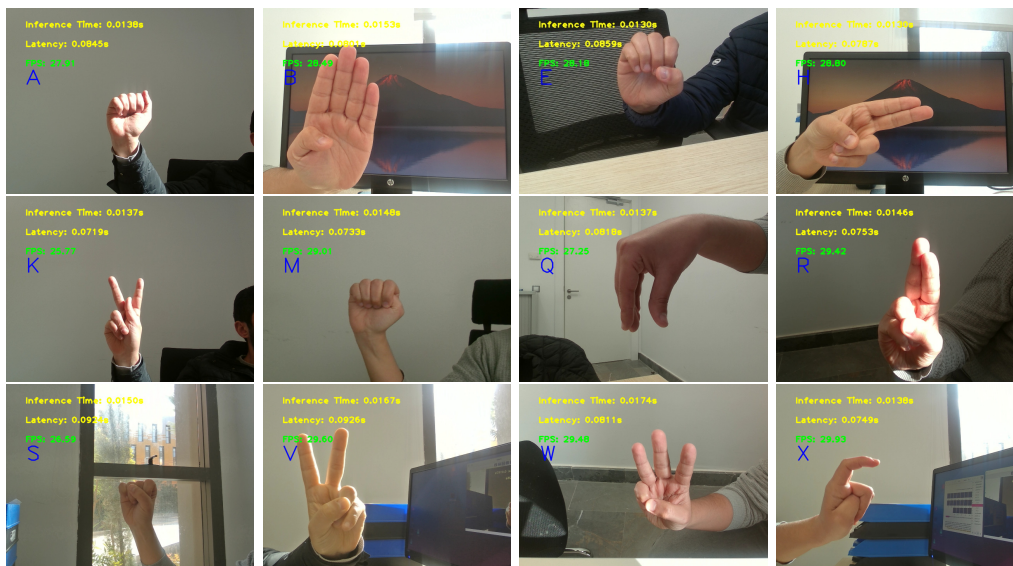 Inference Time: 0.0138s
Latency: 0.0845s
A
Inference Time: 0.0153s
B
Inference Time: 0.0130s
Latency: 0.0859s
FPS: 28.18
E
Latency: 0.0787s
FPS: 28.80
H
Inference Time: 0.0137s
Latency: 0.0719s
FPS: 25.77
K
Inference Time: 0.0148s
Latency: 0.0733s
M
Inference Time: 0.0137s
Latency: 0.0818s
FPS: 27.25
Q
Inference Time: 0.0146s
Latency: 0.0753s
FPS: 29.42
R
Inference Time: 0.0150s
FPS: 26.59
S
Inference Time: 0.0167s
Latency: 0.0926s
V
Inference Time: 0.0174s
Latency: 0.0811s
FPS: 29.48
W
Inference Time: 0.0138s
Latency: 0.0749s
FPS: 29.93
X